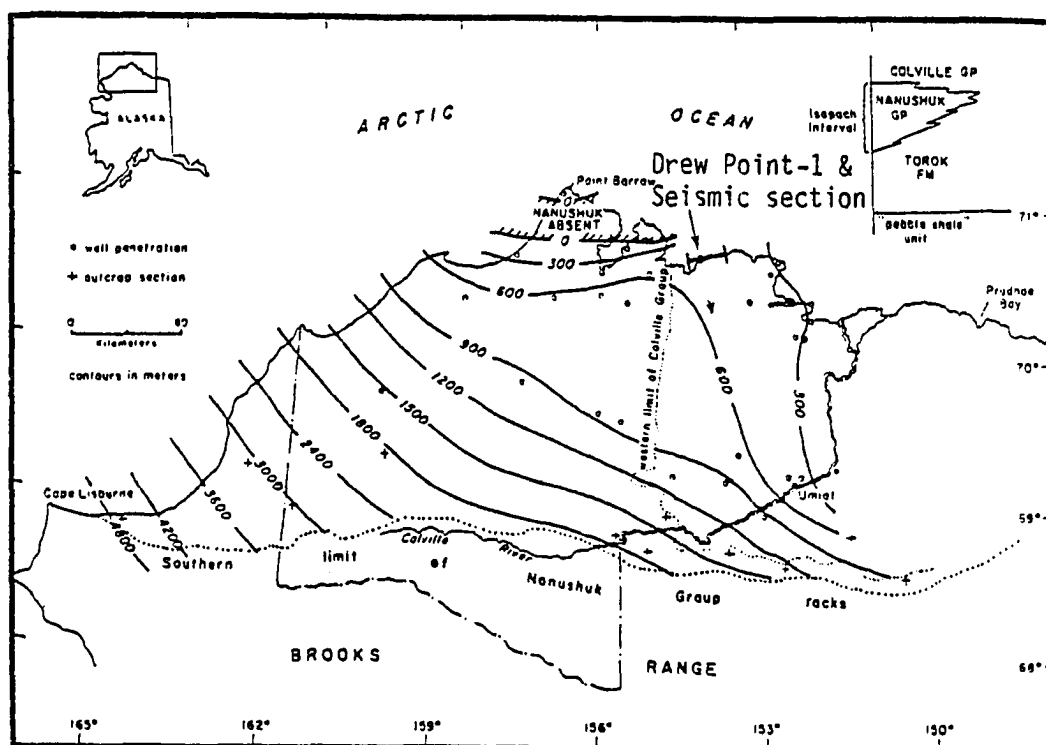 ALASKA
ARCTIC OCEAN
COLVILLE GP
NANUSHUK
GP
Isopach
Interval
TOROK
FM
"pebble shale"
unit
Drew Point-1 &
Seismic section
Point Barrow
0
NANUSHUK
ABSENT
0
300
600
900
1200
1500
1800
2400
3000
3600
4200
4800
600
300
western limit of Colville Group
• well penetration
+ outcrop section
0
Kilometers
contours in meters
Prudhoe
Bay
Umiat
Cape Lisburne
Colville
River
Southern limit of Nanushuk Group racks
BROOKS RANGE
71°
70°
69°
68°
165°
162°
159°
156°
153°
150°